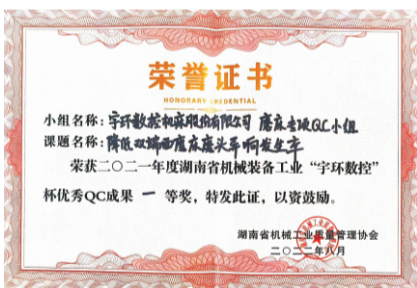 荣誉证书
HONORARY CREDENTIAL
小组名称：宇环数控机床股份有限公司 磨床专项QC小组
课题名称：降低双端面磨床磨头异响发生率
荣获二〇二一年度湖南省机械装备工业“宇环数控”
杯优秀QC成果 一 等奖，特发此证，以资鼓励。
湖南省机械工业质量管理协会
二〇二二年八月